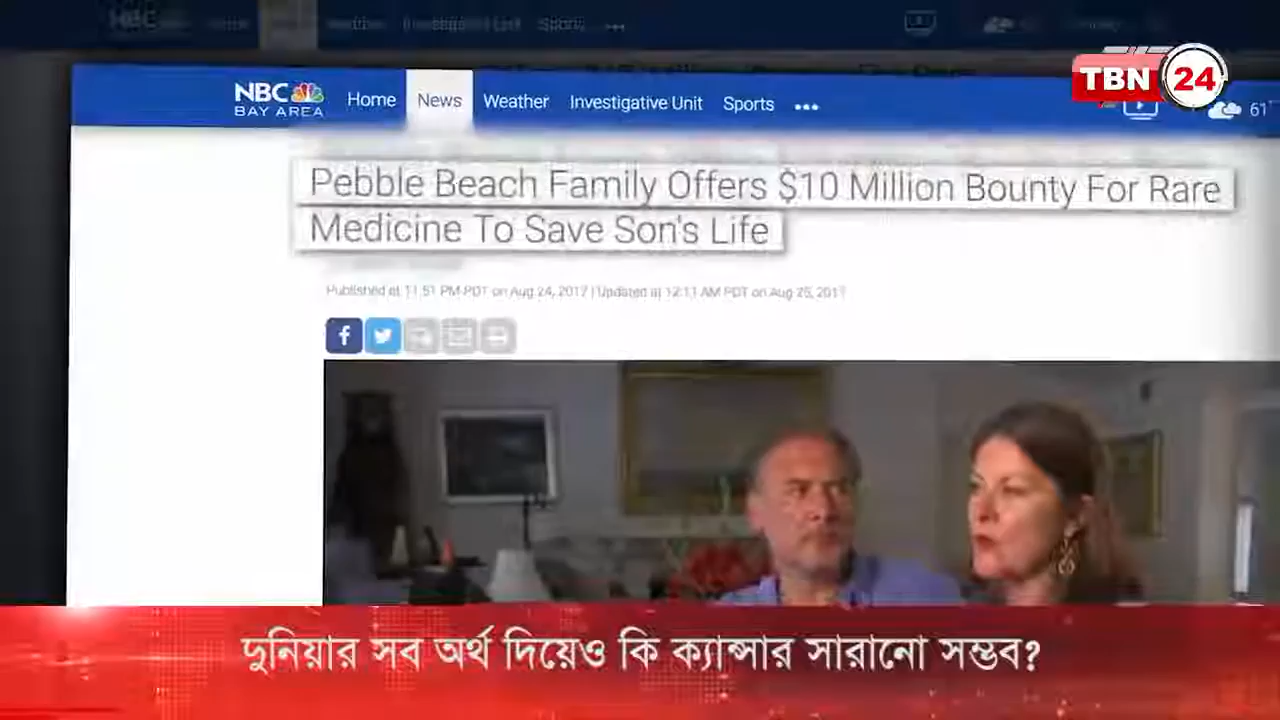 NBC
BAY AREA
Home
News
Weather
Investigative Unit
Sports
TBN 24
61°
Pebble Beach Family Offers $10 Million Bounty For Rare
Medicine To Save Son's Life
Published at 11:51 PM PDT on Aug 24, 2017 | Updated at 12:11 AM PDT on Aug 25, 2017
দুনিয়ার সব অর্থ দিয়েও কি ক্যান্সার সারানো সম্ভব?